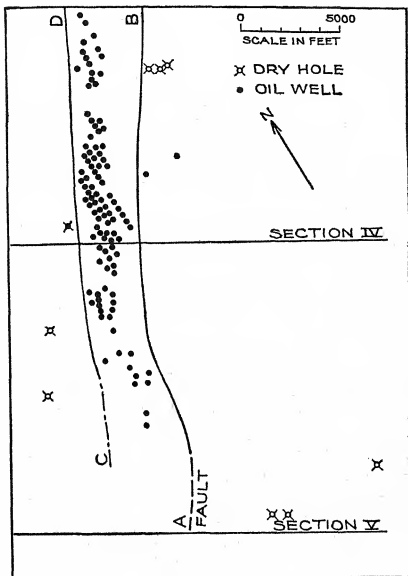 D
B
0 5000
SCALE IN FEET
DRY HOLE
OIL WELL
N
SECTION IV
C
A
FAULT
SECTION V